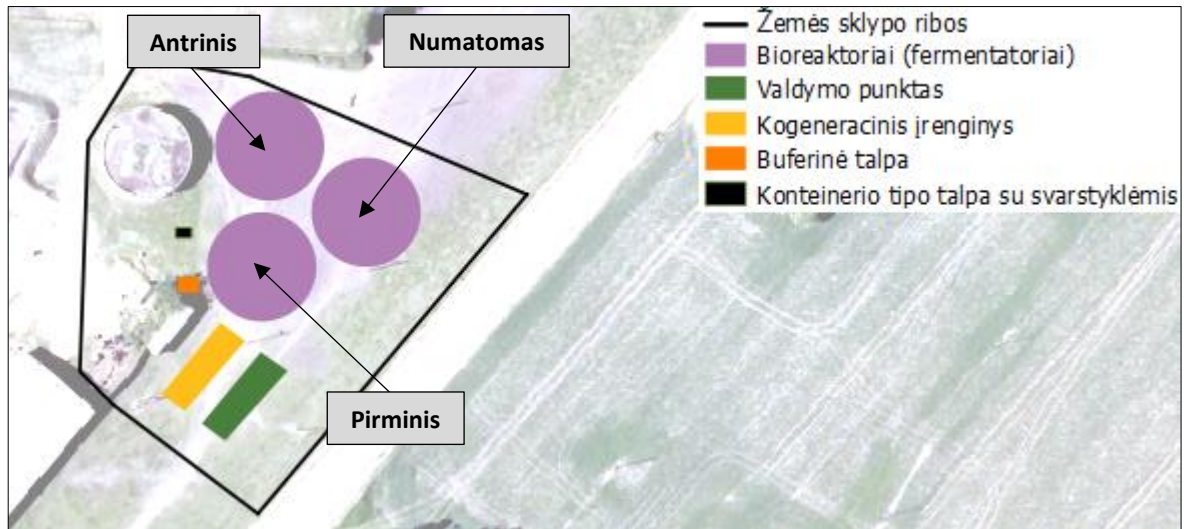 Antrinis
Numatomas
Pirminis
Žemės sklypo ribos
Bioreaktoriai (fermentatoriai)
Valdymo punktas
Kogeneracinis įrenginys
Buferinė talpa
Konteinerio tipo talpa su svarstyklėmis